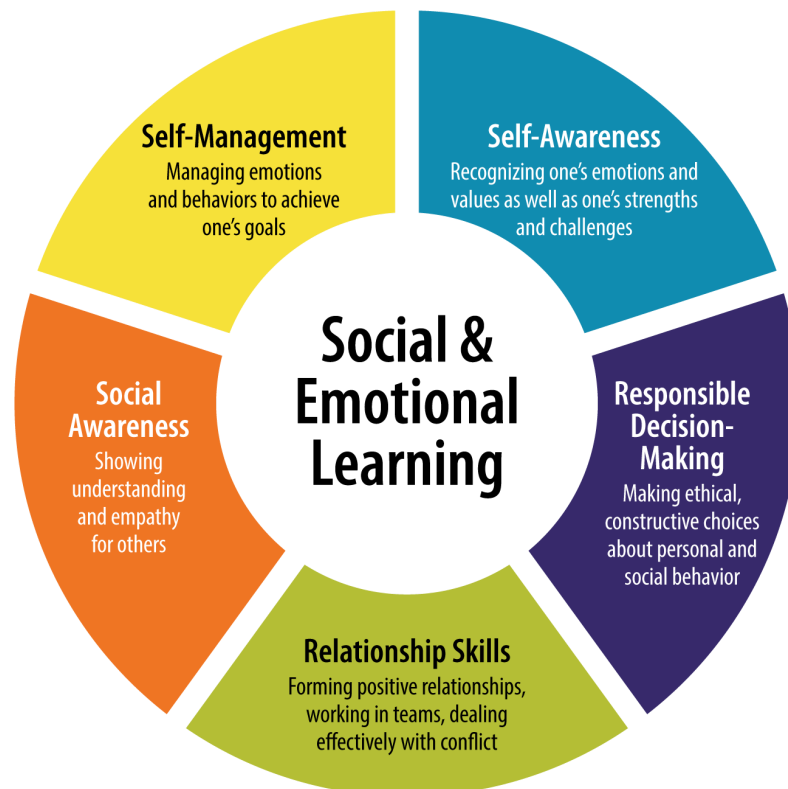 Self-Management
Managing emotions
and behaviors to achieve
one's goals
Self-Awareness
Recognizing one's emotions and
values as well as one's strengths
and challenges
Social &
Emotional
Learning
Social
Awareness
Showing
understanding
and empathy
for others
Responsible
Decision-
Making
Making ethical,
constructive choices
about personal and
social behavior
Relationship Skills
Forming positive relationships,
working in teams, dealing
effectively with conflict